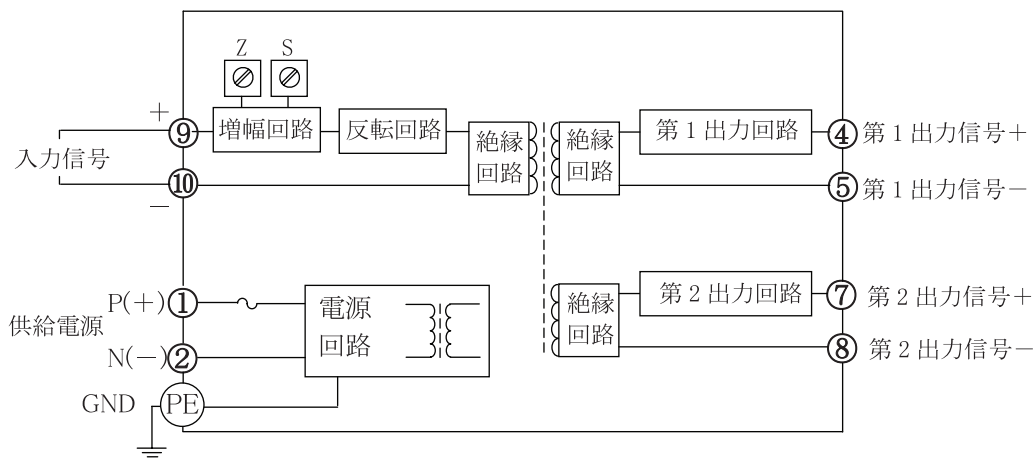 Z S
+
⑨ 増幅回路 反転回路 絶縁回路 絶縁回路 第1出力回路 ④ 第1出力信号+
入力信号
⑩ ⑤ 第1出力信号−
−
P(+) ① 電源回路 絶縁回路 第2出力回路 ⑦ 第2出力信号+
供給電源
N(−) ② ⑧ 第2出力信号−
GND PE